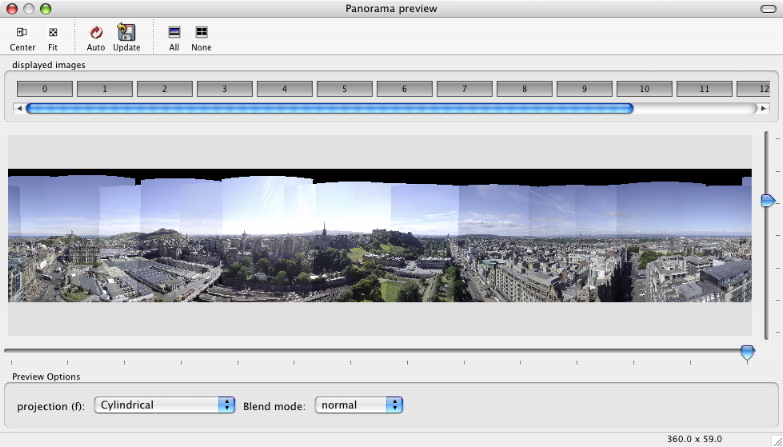 Panorama preview
Center Fit Auto Update All None
displayed images
0 1 2 3 4 5 6 7 8 9 10 11 12
Preview Options
projection (f): Cylindrical Blend mode: normal
360.0 x 59.0